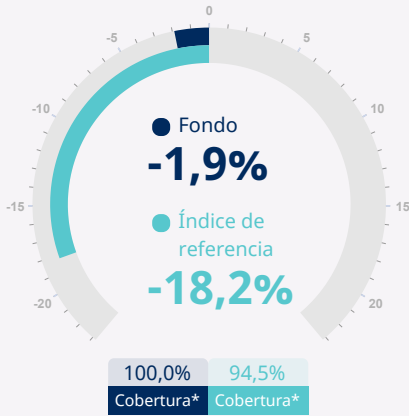 0
-5
5
-10
10
Fondo
-1,9%
-15
15
Índice de
referencia
-18,2%
-20
20
100,0%
94,5%
Cobertura*
Cobertura*